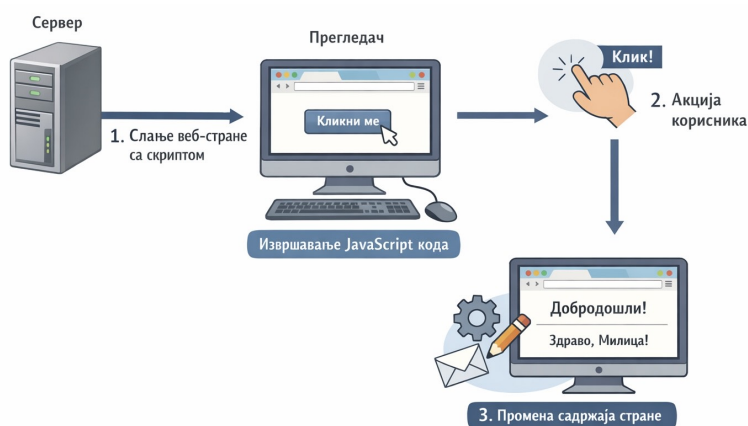 Сервер
Прегледач
Клик!
Кликни ме
1. Слање веб-стране
са скриптом
2. Акција
корисника
Извршавање JavaScript кода
Добродошли!
Здраво, Милица!
3. Промена садржаја стране